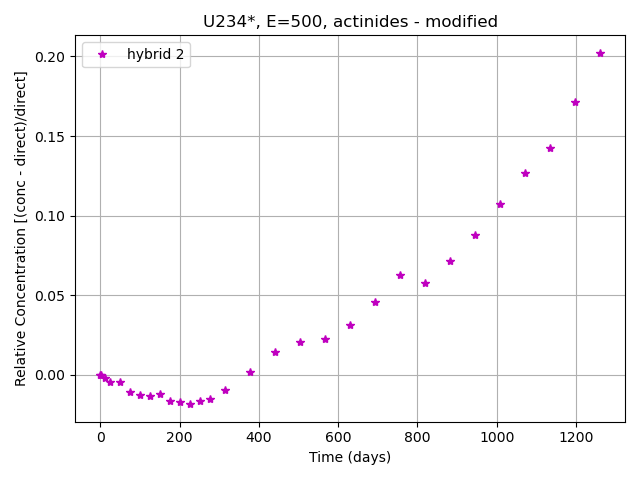 U234*, E=500, actinides - modified
hybrid 2
Relative Concentration [(conc - direct)/direct]
0.20
0.15
0.10
0.05
0.00
0 200 400 600 800 1000 1200
Time (days)